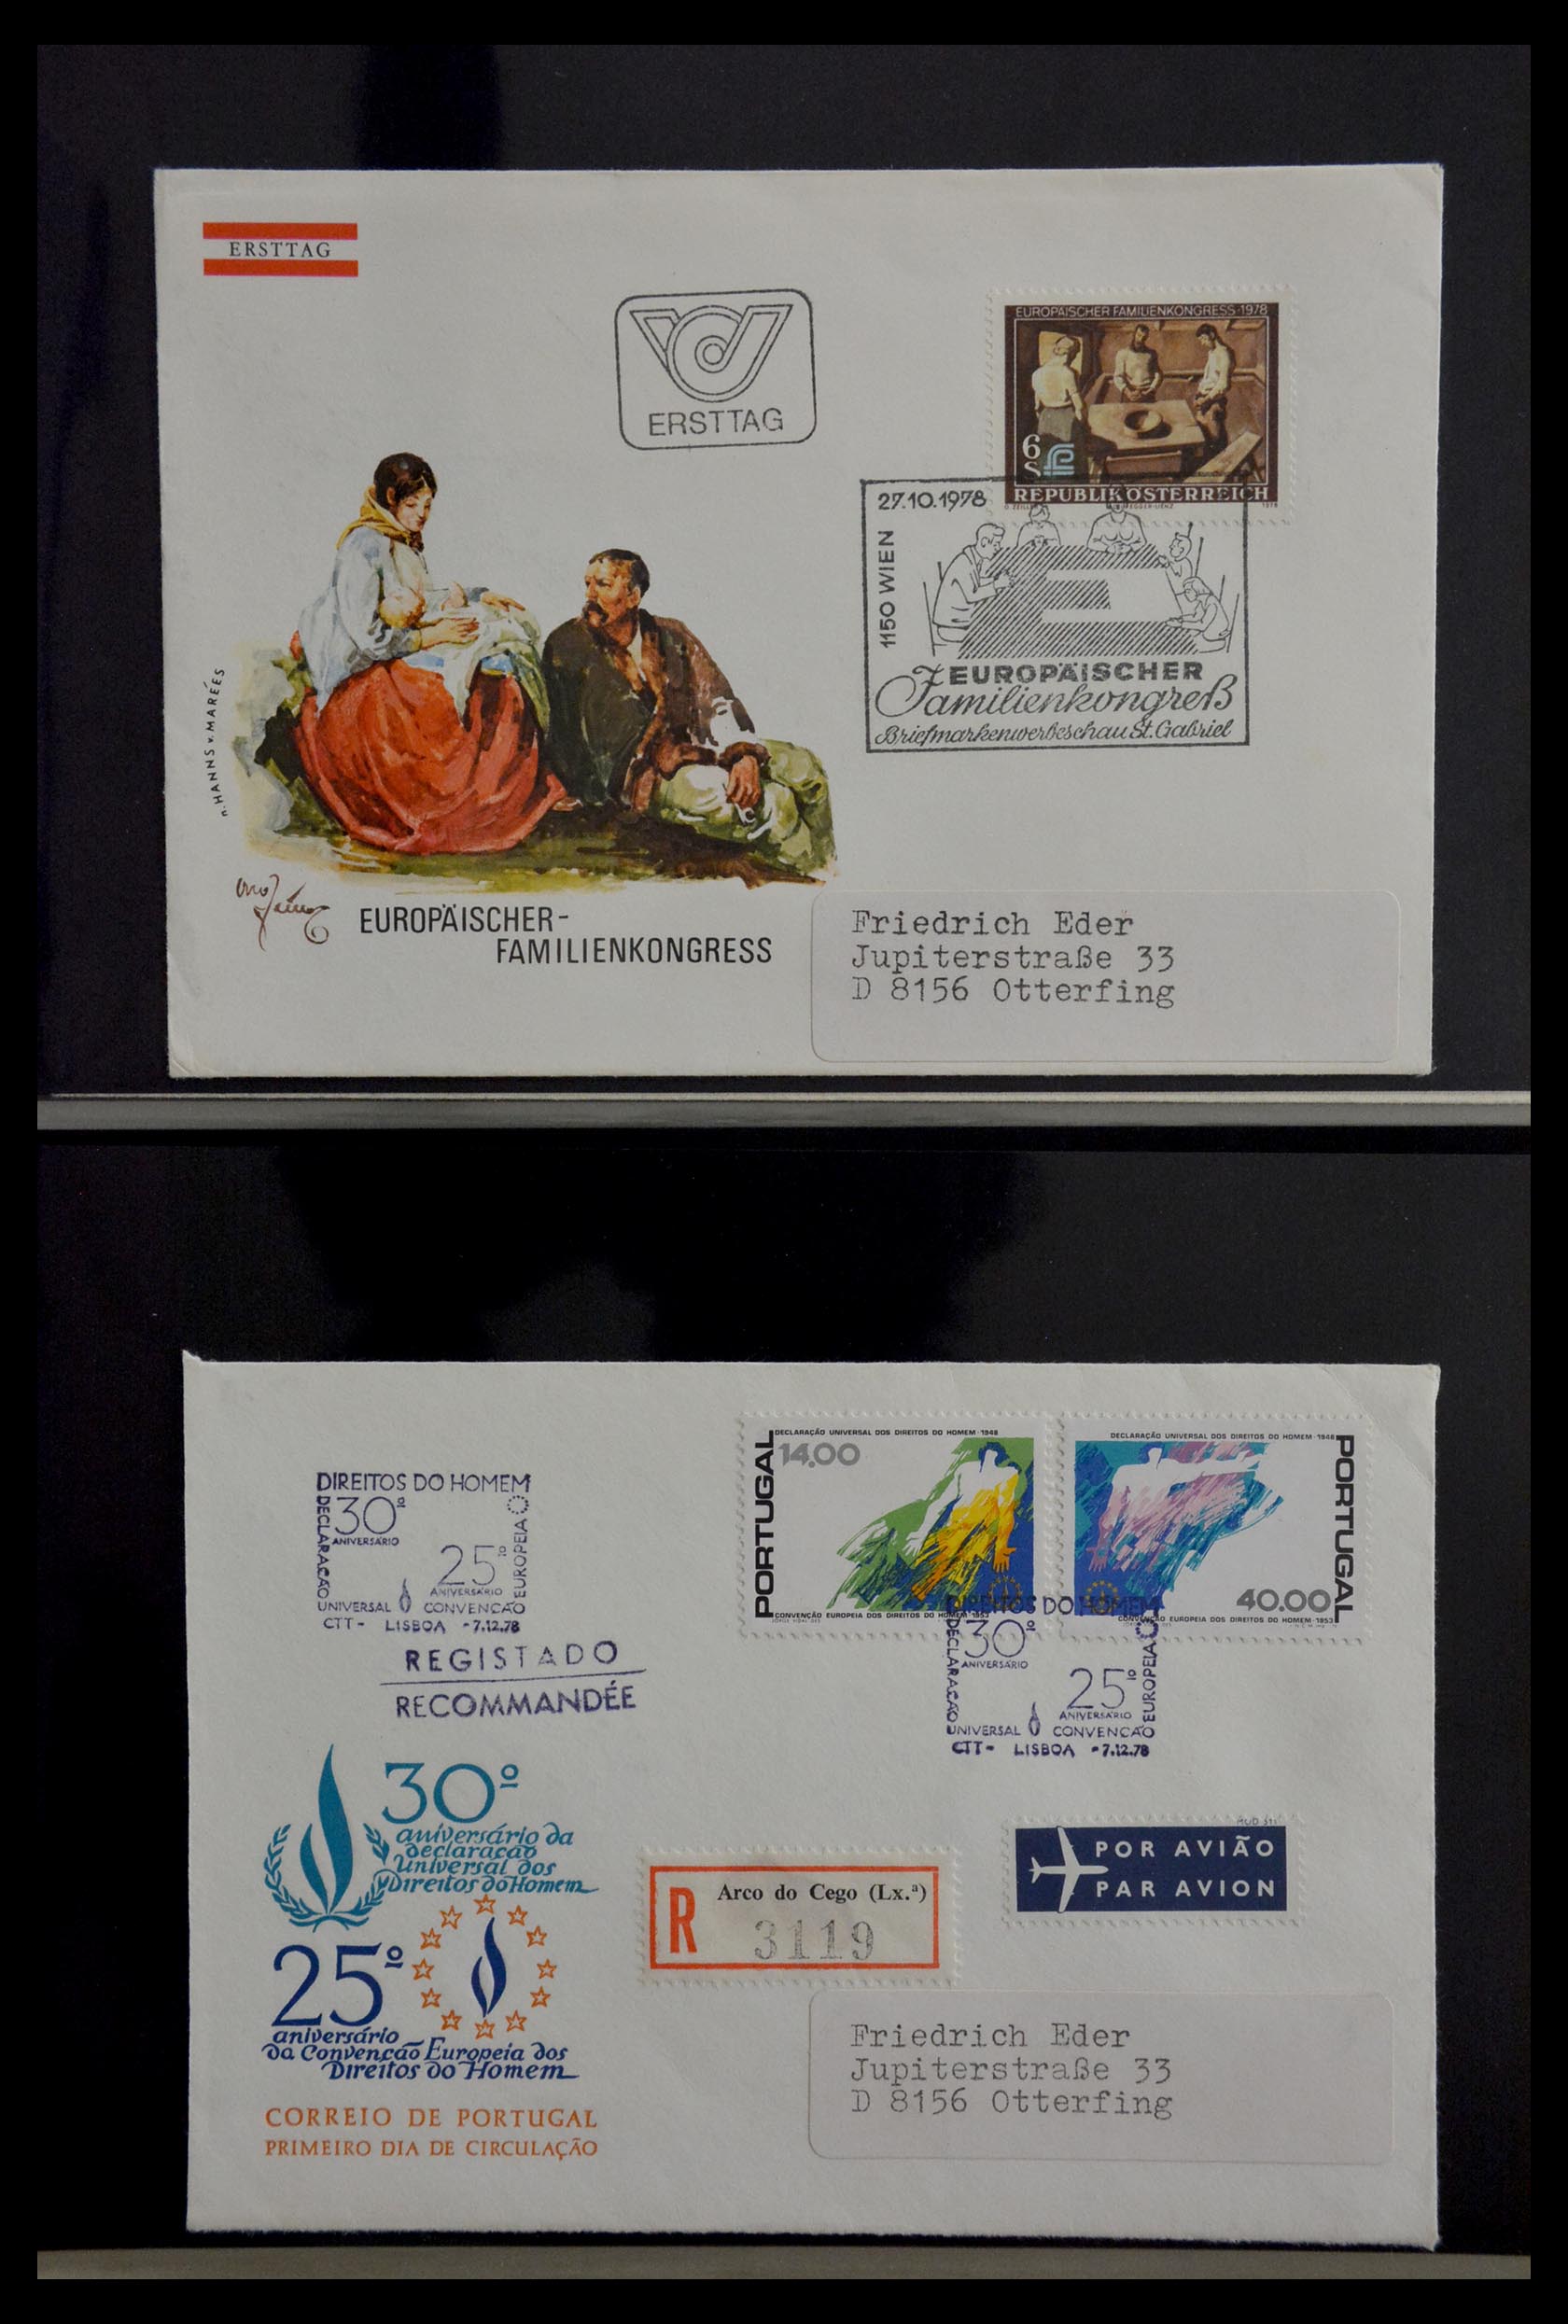 ERSTTAG
ERSTTAG
EUROPÄISCHER FAMILIENKONGRESS·1978
6
S
REPUBLIK ÖSTERREICH
1978
27.10.1978
1150 WIEN
EUROPÄISCHER
Familienkongreß
Briefmarkenwerbeschau St. Gabriel
n. HANNS v. MARÉES
EUROPÄISCHER-
FAMILIENKONGRESS
Friedrich Eder
Jupiterstraße 33
D 8156 Otterfing
DECLARAÇÃO UNIVERSAL DOS DIREITOS DO HOMEM·1948
14.00
PORTUGAL
CONVENÇÃO EUROPEIA DOS DIREITOS DO HOMEM·1953
DECLARAÇÃO UNIVERSAL DOS DIREITOS DO HOMEM·1948
PORTUGAL
40.00
CONVENÇÃO EUROPEIA DOS DIREITOS DO HOMEM·1953
DIREITOS DO HOMEM
30º
ANIVERSÁRIO
DECLARAÇÃO
25º
ANIVERSÁRIO
EUROPEIA
UNIVERSAL CONVENÇÃO
CTT- LISBOA -7.12.78
REGISTADO
RECOMMANDÉE
DIREITOS DO HOMEM
30º
ANIVERSÁRIO
DECLARAÇÃO
25º
ANIVERSÁRIO
EUROPEIA
UNIVERSAL CONVENÇÃO
CTT- LISBOA -7.12.78
30º
aniversário da
declaração
Universal dos
Direitos do Homem
25º
aniversário
da Convenção Europeia dos
Direitos do Homem
CORREIO DE PORTUGAL
PRIMEIRO DIA DE CIRCULAÇÃO
R
Arco do Cego (Lx.ª)
3119
POR AVIÃO
PAR AVION
Friedrich Eder
Jupiterstraße 33
D 8156 Otterfing